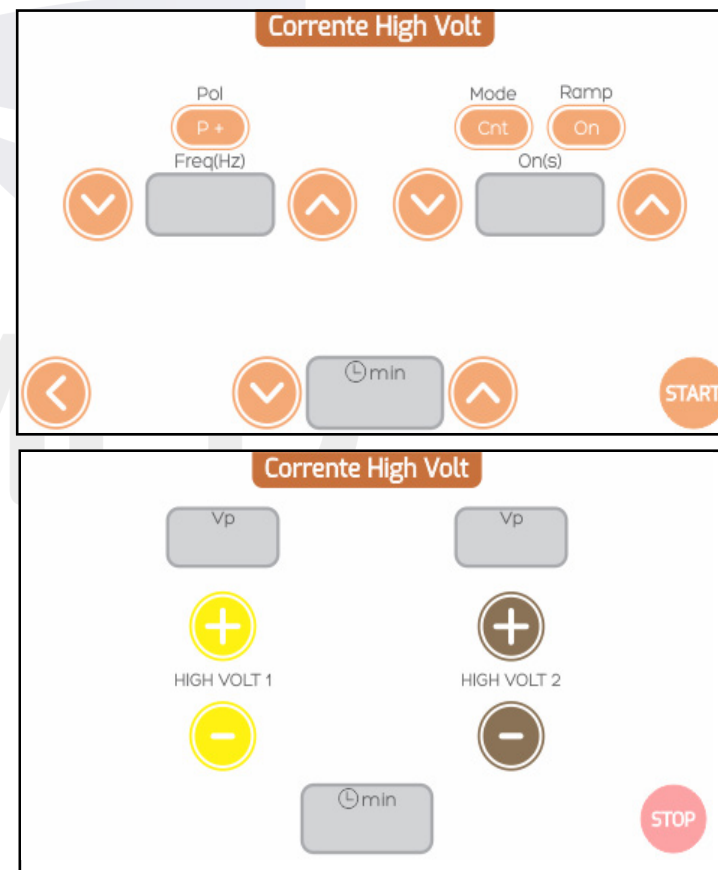 Corrente High Volt
Pol Mode Ramp
P + Cnt On
Freq(Hz) On(s)
min
START
Corrente High Volt
Vp Vp
HIGH VOLT 1 HIGH VOLT 2
min
STOP